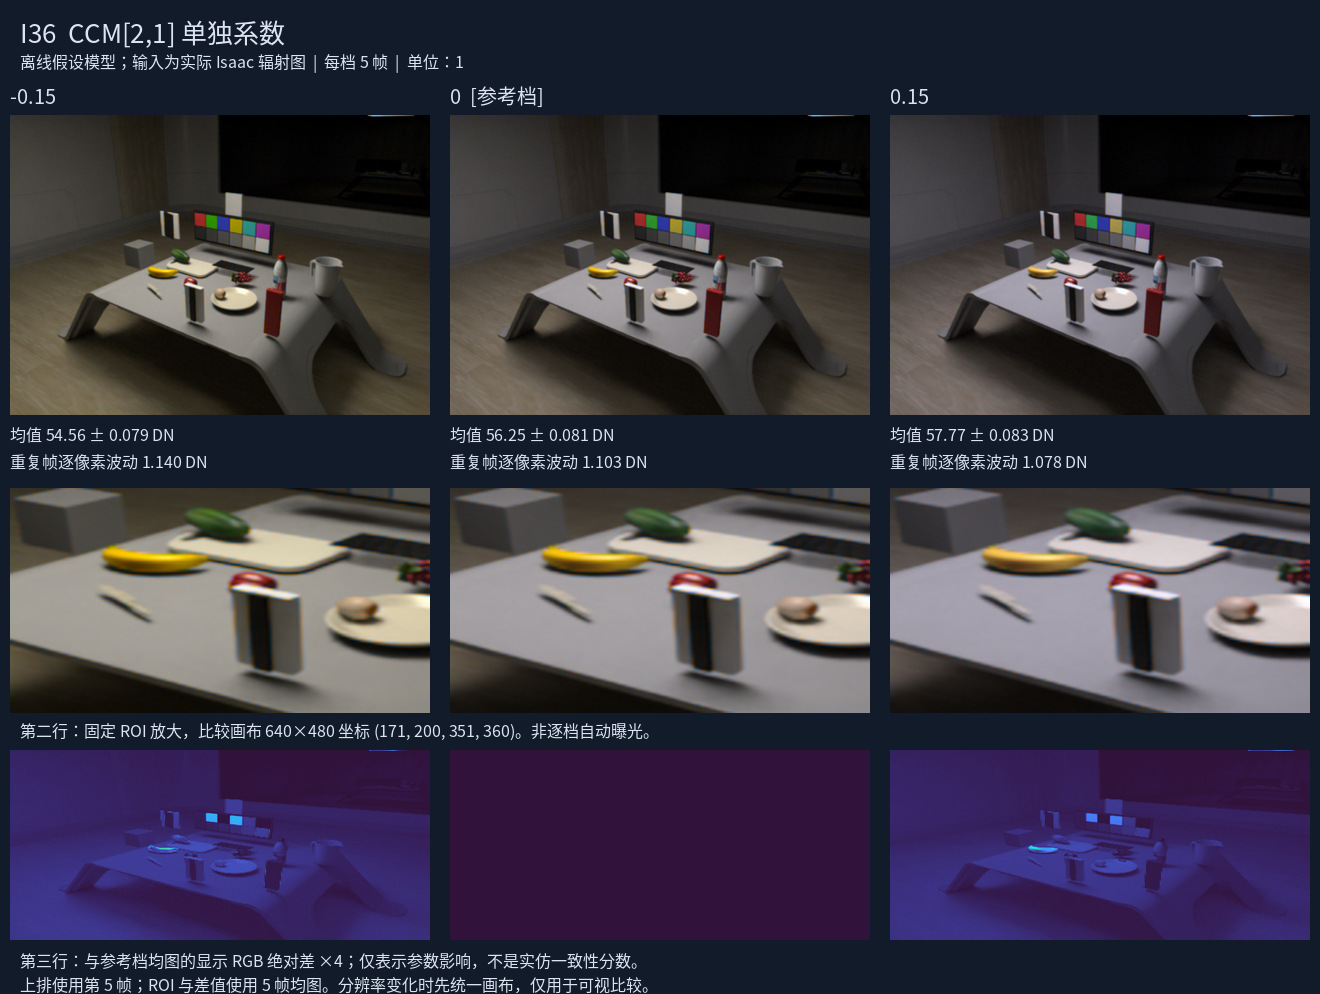 I36 CCM[2,1] 单独系数
离线假设模型；输入为实际 Isaac 辐射图 | 每档 5 帧 | 单位：1
-0.15
0 [参考档]
0.15
均值 54.56 ± 0.079 DN
重复帧逐像素波动 1.140 DN
均值 56.25 ± 0.081 DN
重复帧逐像素波动 1.103 DN
均值 57.77 ± 0.083 DN
重复帧逐像素波动 1.078 DN
第二行：固定 ROI 放大，比较画布 640×480 坐标 (171, 200, 351, 360)。非逐档自动曝光。
第三行：与参考档均图的显示 RGB 绝对差 ×4；仅表示参数影响，不是实仿一致性分数。
上排使用第 5 帧；ROI 与差值使用 5 帧均图。分辨率变化时先统一画布，仅用于可视比较。